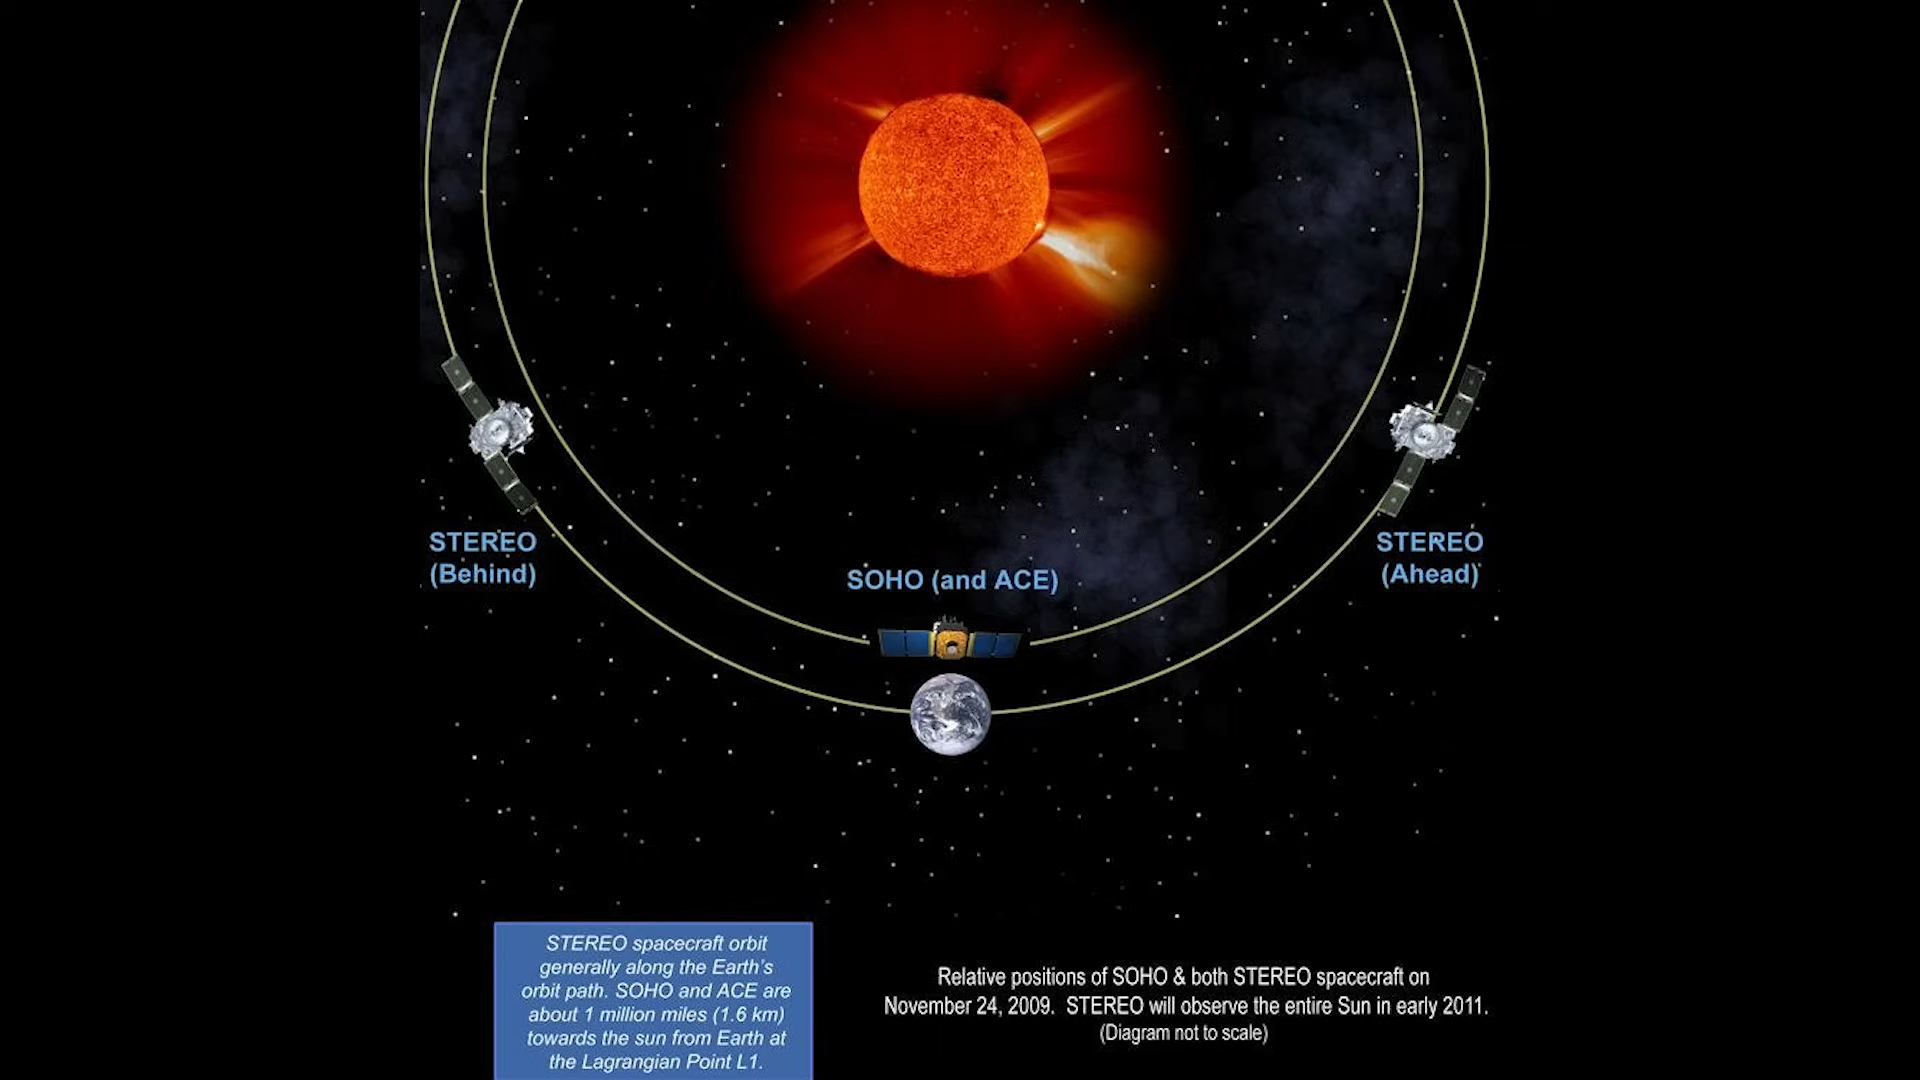 STEREO
(Behind)
SOHO (and ACE)
STEREO
(Ahead)
STEREO spacecraft orbit
generally along the Earth's
orbit path. SOHO and ACE are
about 1 million miles (1.6 km)
towards the sun from Earth at
the Lagrangian Point L1.
Relative positions of SOHO & both STEREO spacecraft on
November 24, 2009. STEREO will observe the entire Sun in early 2011.
(Diagram not to scale)